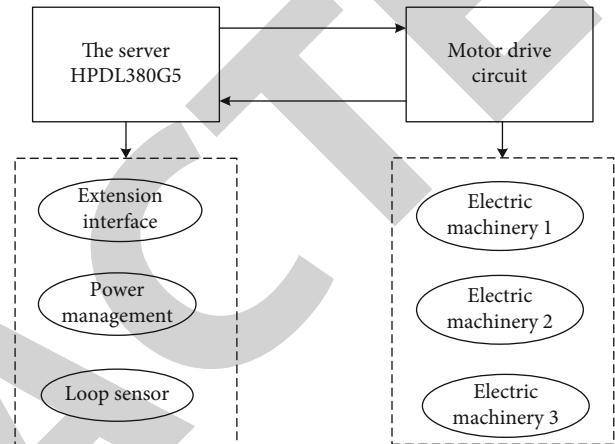 The server
HPDL380G5
Motor drive
circuit
Extension
interface
Power
management
Loop sensor
Electric
machinery 1
Electric
machinery 2
Electric
machinery 3